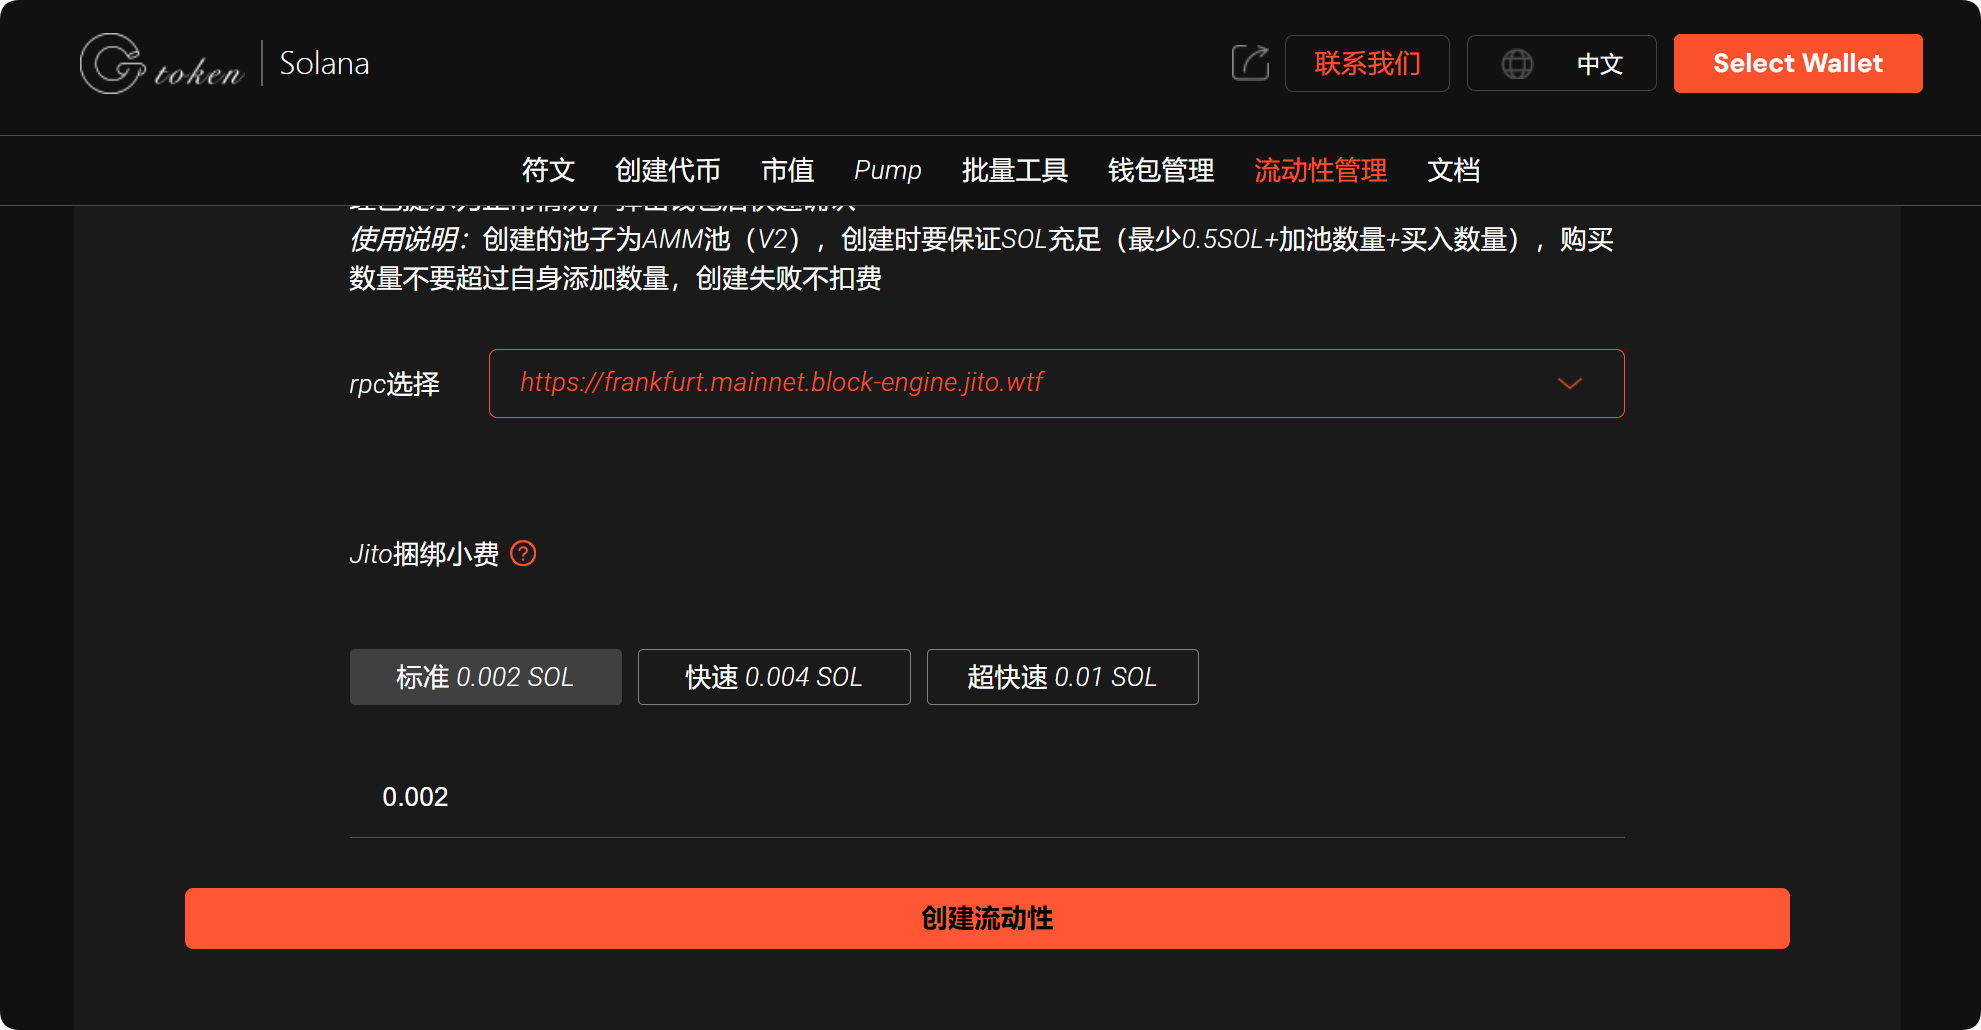 Gtoken | Solana
联系我们
中文
Select Wallet
符文 创建代币 市值 Pump 批量工具 钱包管理 流动性管理 文档
使用说明：创建的池子为AMM池（V2），创建时要保证SOL充足（最少0.5SOL+加池数量+买入数量），购买
数量不要超过自身添加数量，创建失败不扣费
rpc选择
https://frankfurt.mainnet.block-engine.jito.wtf
Jito捆绑小费 ?
标准 0.002 SOL
快速 0.004 SOL
超快速 0.01 SOL
0.002
创建流动性